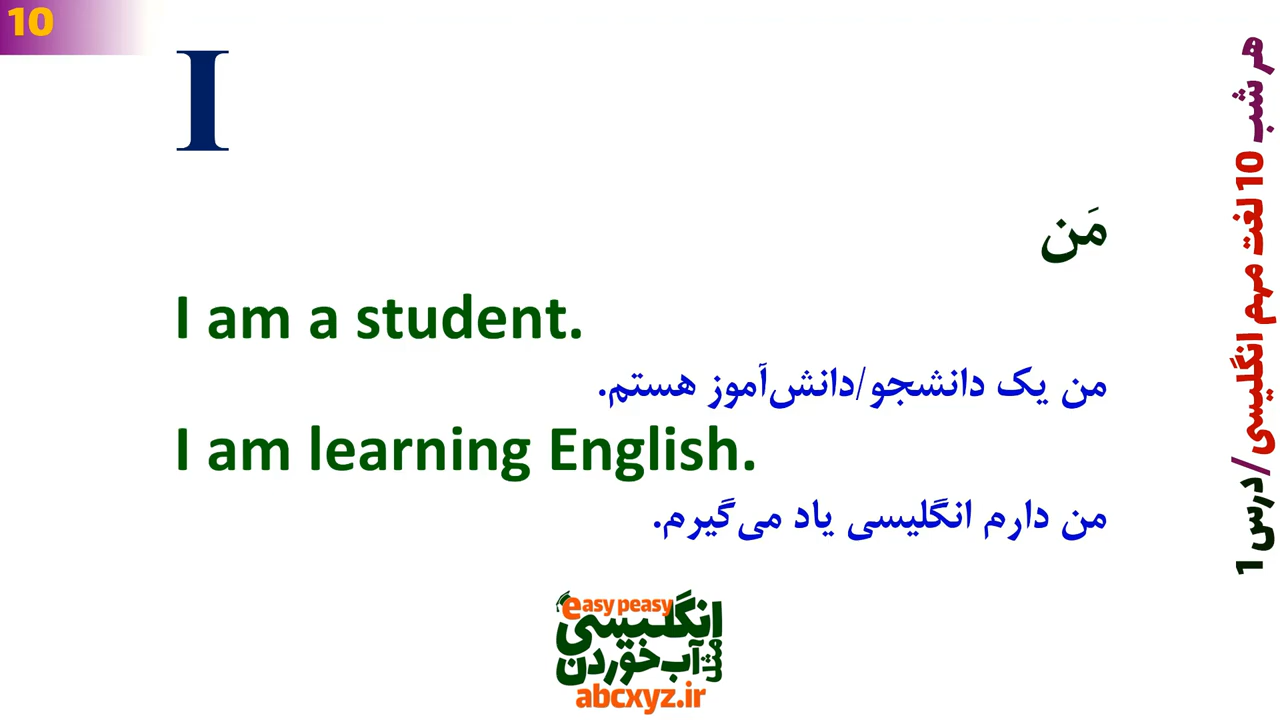 10
I
مَن
I am a student.
من یک دانشجو/دانش‌آموز هستم.
I am learning English.
من دارم انگلیسی یاد می‌گیرم.
هر شب 10 لغت مهم انگلیسی/درس 1
easy peasy
انگلیسی
مثل آب خوردن
abcxyz.ir